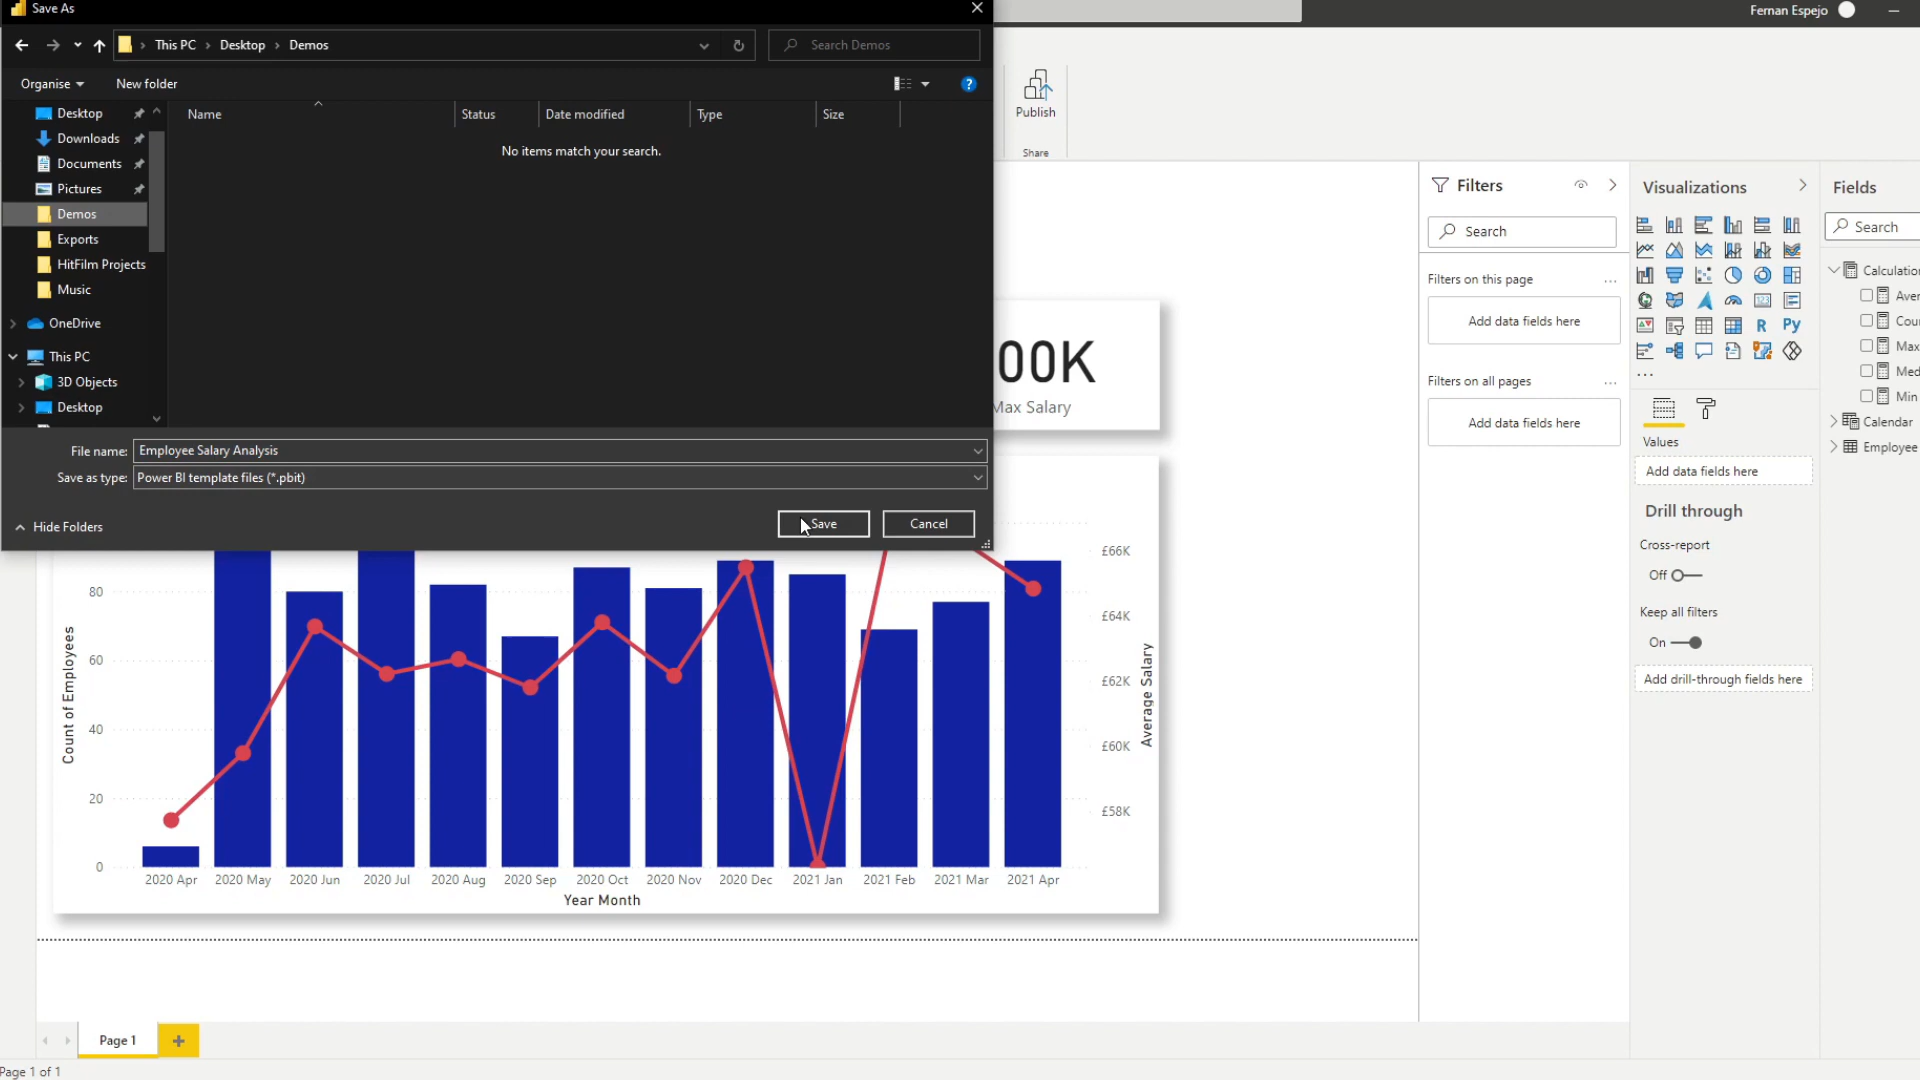 Save As
Fernan Espejo
This PC > Desktop > Demos
Search Demos
Organise
New folder
Publish
Share
Desktop
Downloads
Documents
Pictures
Demos
Exports
HitFilm Projects
Music
OneDrive
This PC
3D Objects
Desktop
Name
Status
Date modified
Type
Size
No items match your search.
File name: Employee Salary Analysis
Save as type: Power BI template files (*.pbit)
Hide Folders
Save
Cancel
00K
Max Salary
Count of Employees
80
60
40
20
0
£66K
£64K
£62K
£60K
£58K
Average Salary
2020 Apr 2020 May 2020 Jun 2020 Jul 2020 Aug 2020 Sep 2020 Oct 2020 Nov 2020 Dec 2021 Jan 2021 Feb 2021 Mar 2021 Apr
Year Month
Filters
Search
Filters on this page
Add data fields here
Filters on all pages
Add data fields here
Visualizations
R
Py
123
Values
Add data fields here
Drill through
Cross-report
Off
Keep all filters
On
Add drill-through fields here
Fields
Search
Calculation
Aver
Cour
Max
Med
Min
Calendar
Employee
Page 1
Page 1 of 1